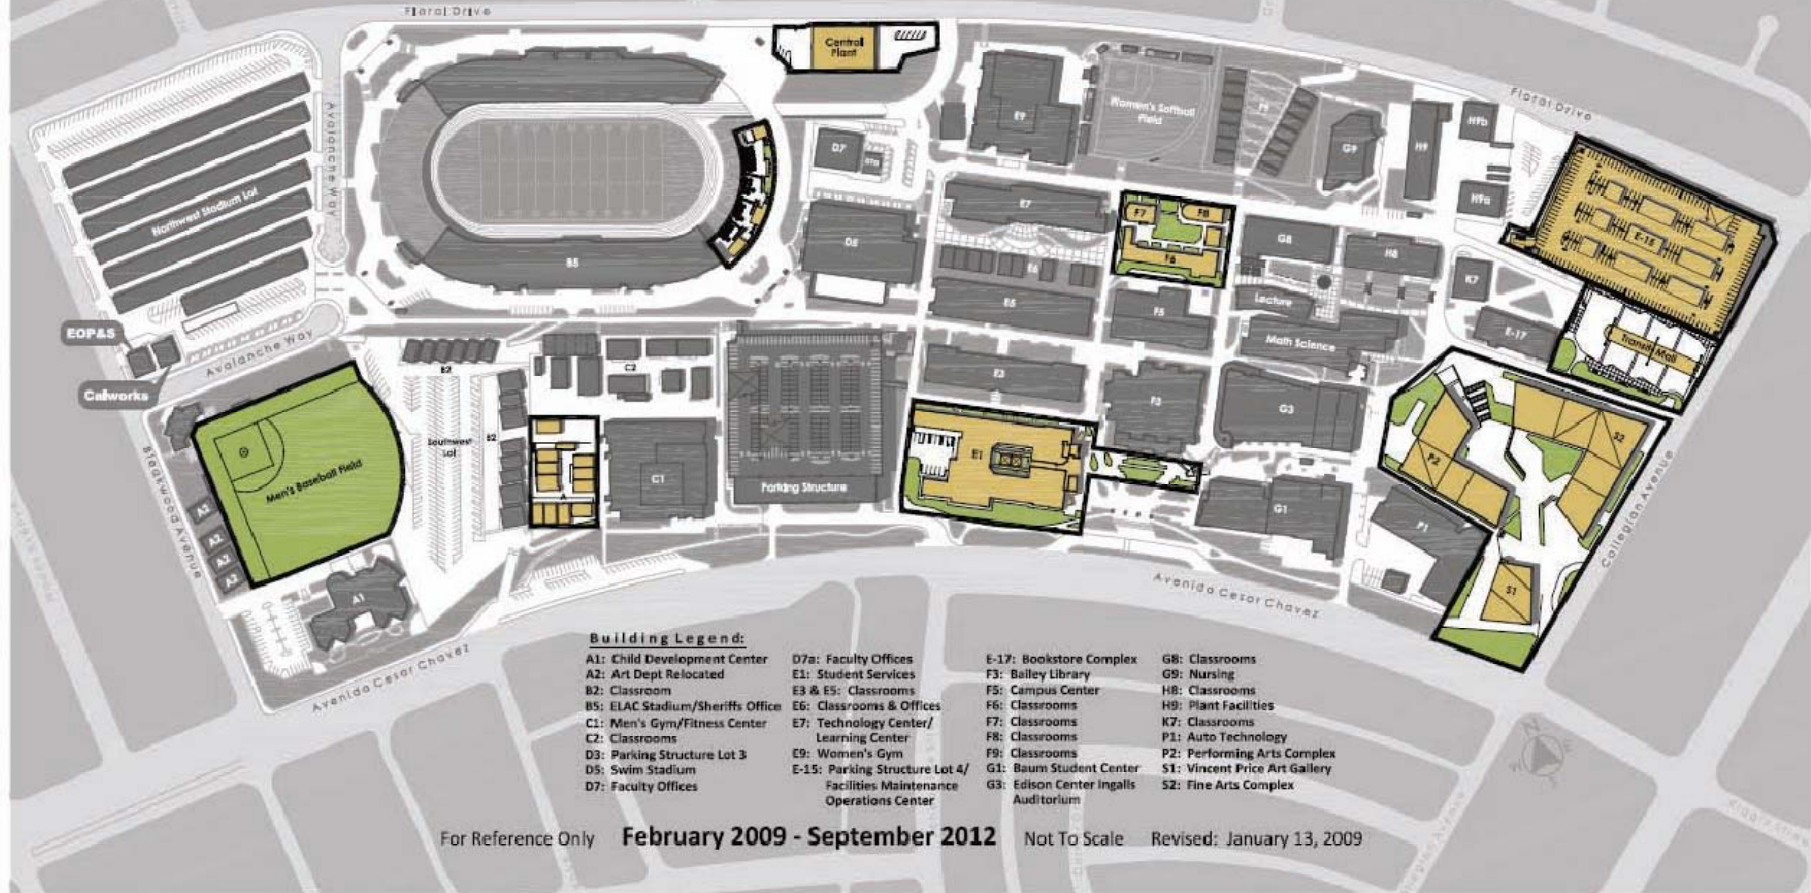 Floral Drive
Central
Plant
Floral Drive
Avalanche Way
Northwest Stadium Lot
B5
D7
D7a
D5
E9
Women's Softball
Field
F9
G9
H9
H9b
H9a
E7
F7
F8
F6
G8
H8
K7
E-15
E6
E5
F5
Lecture
Math Science
E-17
Transit Mall
EOP&S
Calworks
Avalanche Way
B2
C2
E3
F3
G3
Men's Baseball Field
Southwest
Lot
B2
A
C1
Parking Structure
E1
G1
P1
P2
S2
S1
A2
A2
A2
A2
A1
Bleakwood Avenue
Collegian Avenue
Avenida Cesar Chavez
Avenida Cesar Chavez
Building Legend:
A1: Child Development Center
A2: Art Dept Relocated
B2: Classroom
B5: ELAC Stadium/Sheriffs Office
C1: Men's Gym/Fitness Center
C2: Classrooms
D3: Parking Structure Lot 3
D5: Swim Stadium
D7: Faculty Offices
D7a: Faculty Offices
E1: Student Services
E3 & E5: Classrooms
E6: Classrooms & Offices
E7: Technology Center/
Learning Center
E9: Women's Gym
E-15: Parking Structure Lot 4/
Facilities Maintenance
Operations Center
E-17: Bookstore Complex
F3: Bailey Library
F5: Campus Center
F6: Classrooms
F7: Classrooms
F8: Classrooms
F9: Classrooms
G1: Baum Student Center
G3: Edison Center Ingalls
Auditorium
G8: Classrooms
G9: Nursing
H8: Classrooms
H9: Plant Facilities
K7: Classrooms
P1: Auto Technology
P2: Performing Arts Complex
S1: Vincent Price Art Gallery
S2: Fine Arts Complex
For Reference Only February 2009 - September 2012 Not To Scale Revised: January 13, 2009